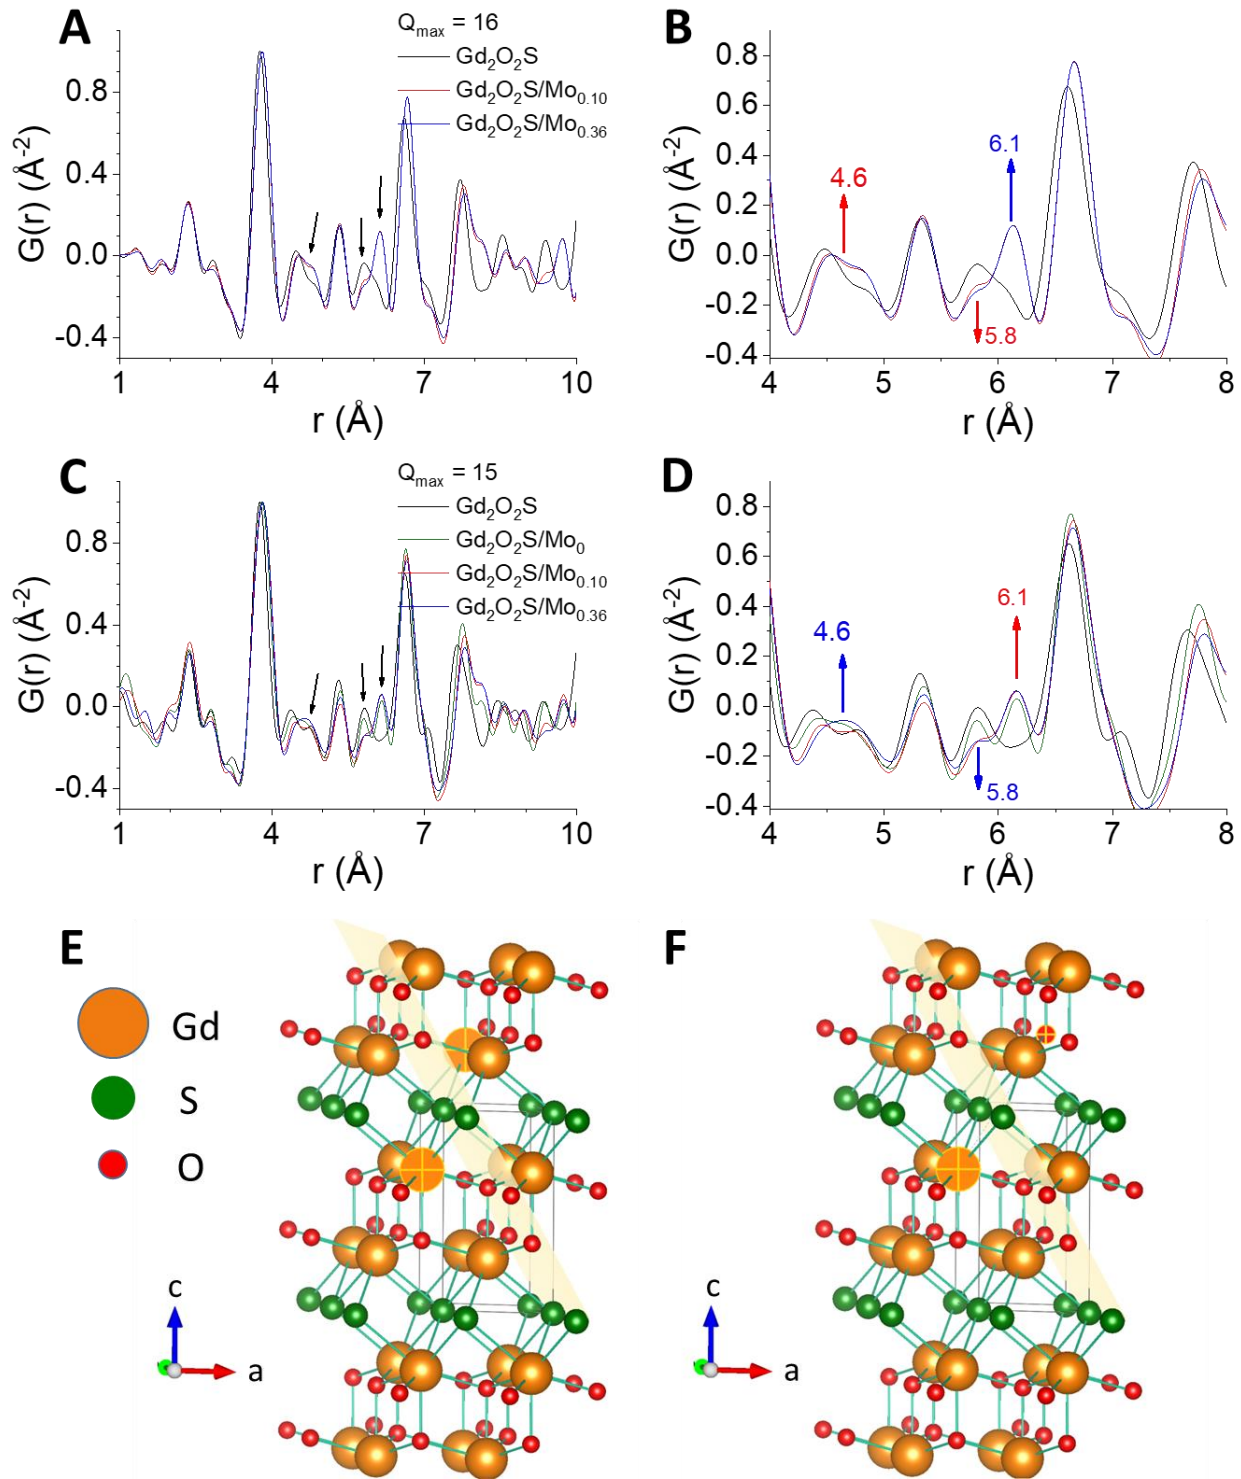 A
Q_max = 16
Gd₂O₂S
Gd₂O₂S/Mo₀.₁₀
Gd₂O₂S/Mo₀.₃₆
G(r) (Å⁻²)
0.8
0.4
0.0
-0.4
1 4 7 10
r (Å)
B
G(r) (Å⁻²)
0.8
0.6
0.4
0.2
0.0
-0.2
-0.4
4.6
6.1
5.8
4 5 6 7 8
r (Å)
C
Q_max = 15
Gd₂O₂S
Gd₂O₂S/Mo₀
Gd₂O₂S/Mo₀.₁₀
Gd₂O₂S/Mo₀.₃₆
G(r) (Å⁻²)
0.8
0.4
0.0
-0.4
1 4 7 10
r (Å)
D
G(r) (Å⁻²)
0.8
0.6
0.4
0.2
0.0
-0.2
-0.4
4.6
6.1
5.8
4 5 6 7 8
r (Å)
E
Gd
S
O
c
a
F
c
a